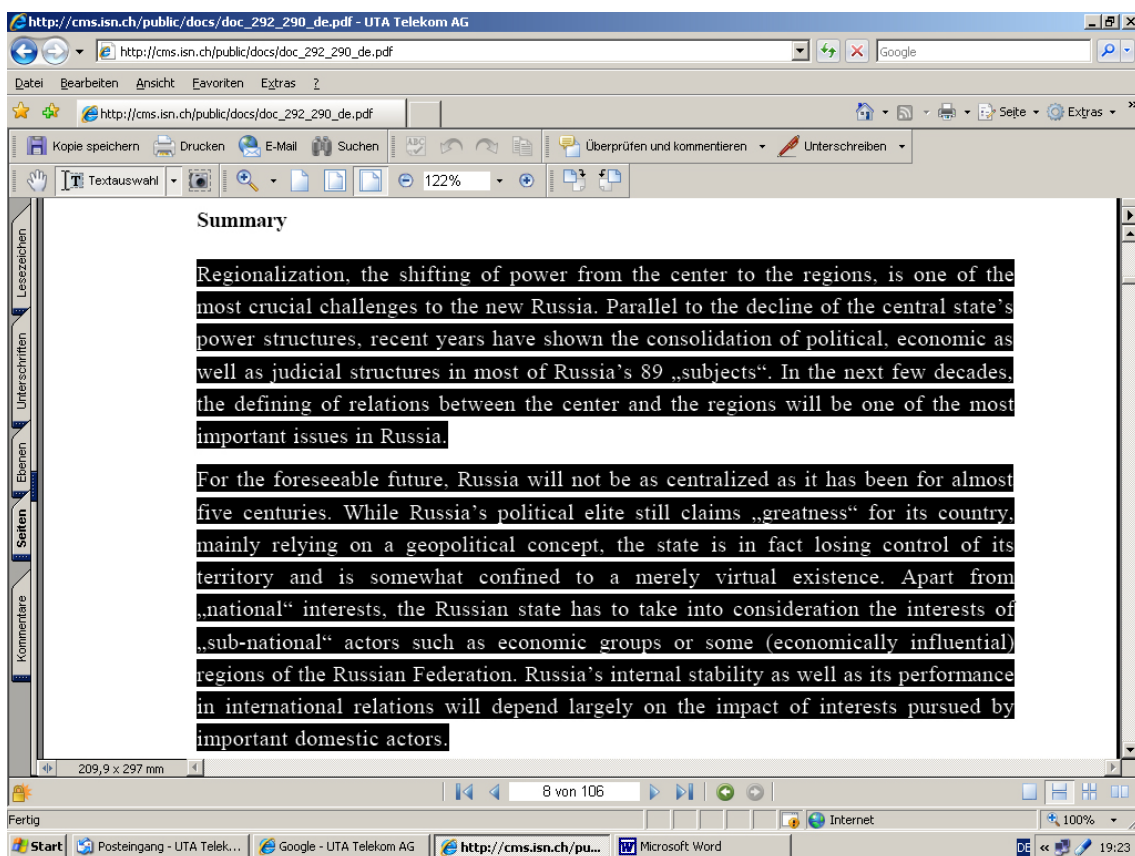 http://cms.isn.ch/public/docs/doc_292_290_de.pdf - UTA Telekom AG
http://cms.isn.ch/public/docs/doc_292_290_de.pdf
Google
Datei Bearbeiten Ansicht Favoriten Extras ?
http://cms.isn.ch/public/docs/doc_292_290_de.pdf
Seite Extras »
Kopie speichern Drucken E-Mail Suchen Überprüfen und kommentieren Unterschreiben
Textauswahl 122%
Lesezeichen
Unterschriften
Ebenen
Seiten
Kommentare
Summary
Regionalization, the shifting of power from the center to the regions, is one of the
most crucial challenges to the new Russia. Parallel to the decline of the central state’s
power structures, recent years have shown the consolidation of political, economic as
well as judicial structures in most of Russia’s 89 „subjects“. In the next few decades,
the defining of relations between the center and the regions will be one of the most
important issues in Russia.
For the foreseeable future, Russia will not be as centralized as it has been for almost
five centuries. While Russia’s political elite still claims „greatness“ for its country,
mainly relying on a geopolitical concept, the state is in fact losing control of its
territory and is somewhat confined to a merely virtual existence. Apart from
„national“ interests, the Russian state has to take into consideration the interests of
„sub-national“ actors such as economic groups or some (economically influential)
regions of the Russian Federation. Russia’s internal stability as well as its performance
in international relations will depend largely on the impact of interests pursued by
important domestic actors.
209,9 x 297 mm
8 von 106
Fertig Internet 100%
Start Posteingang - UTA Telek... Google - UTA Telekom AG http://cms.isn.ch/pu... Microsoft Word DE « 19:23